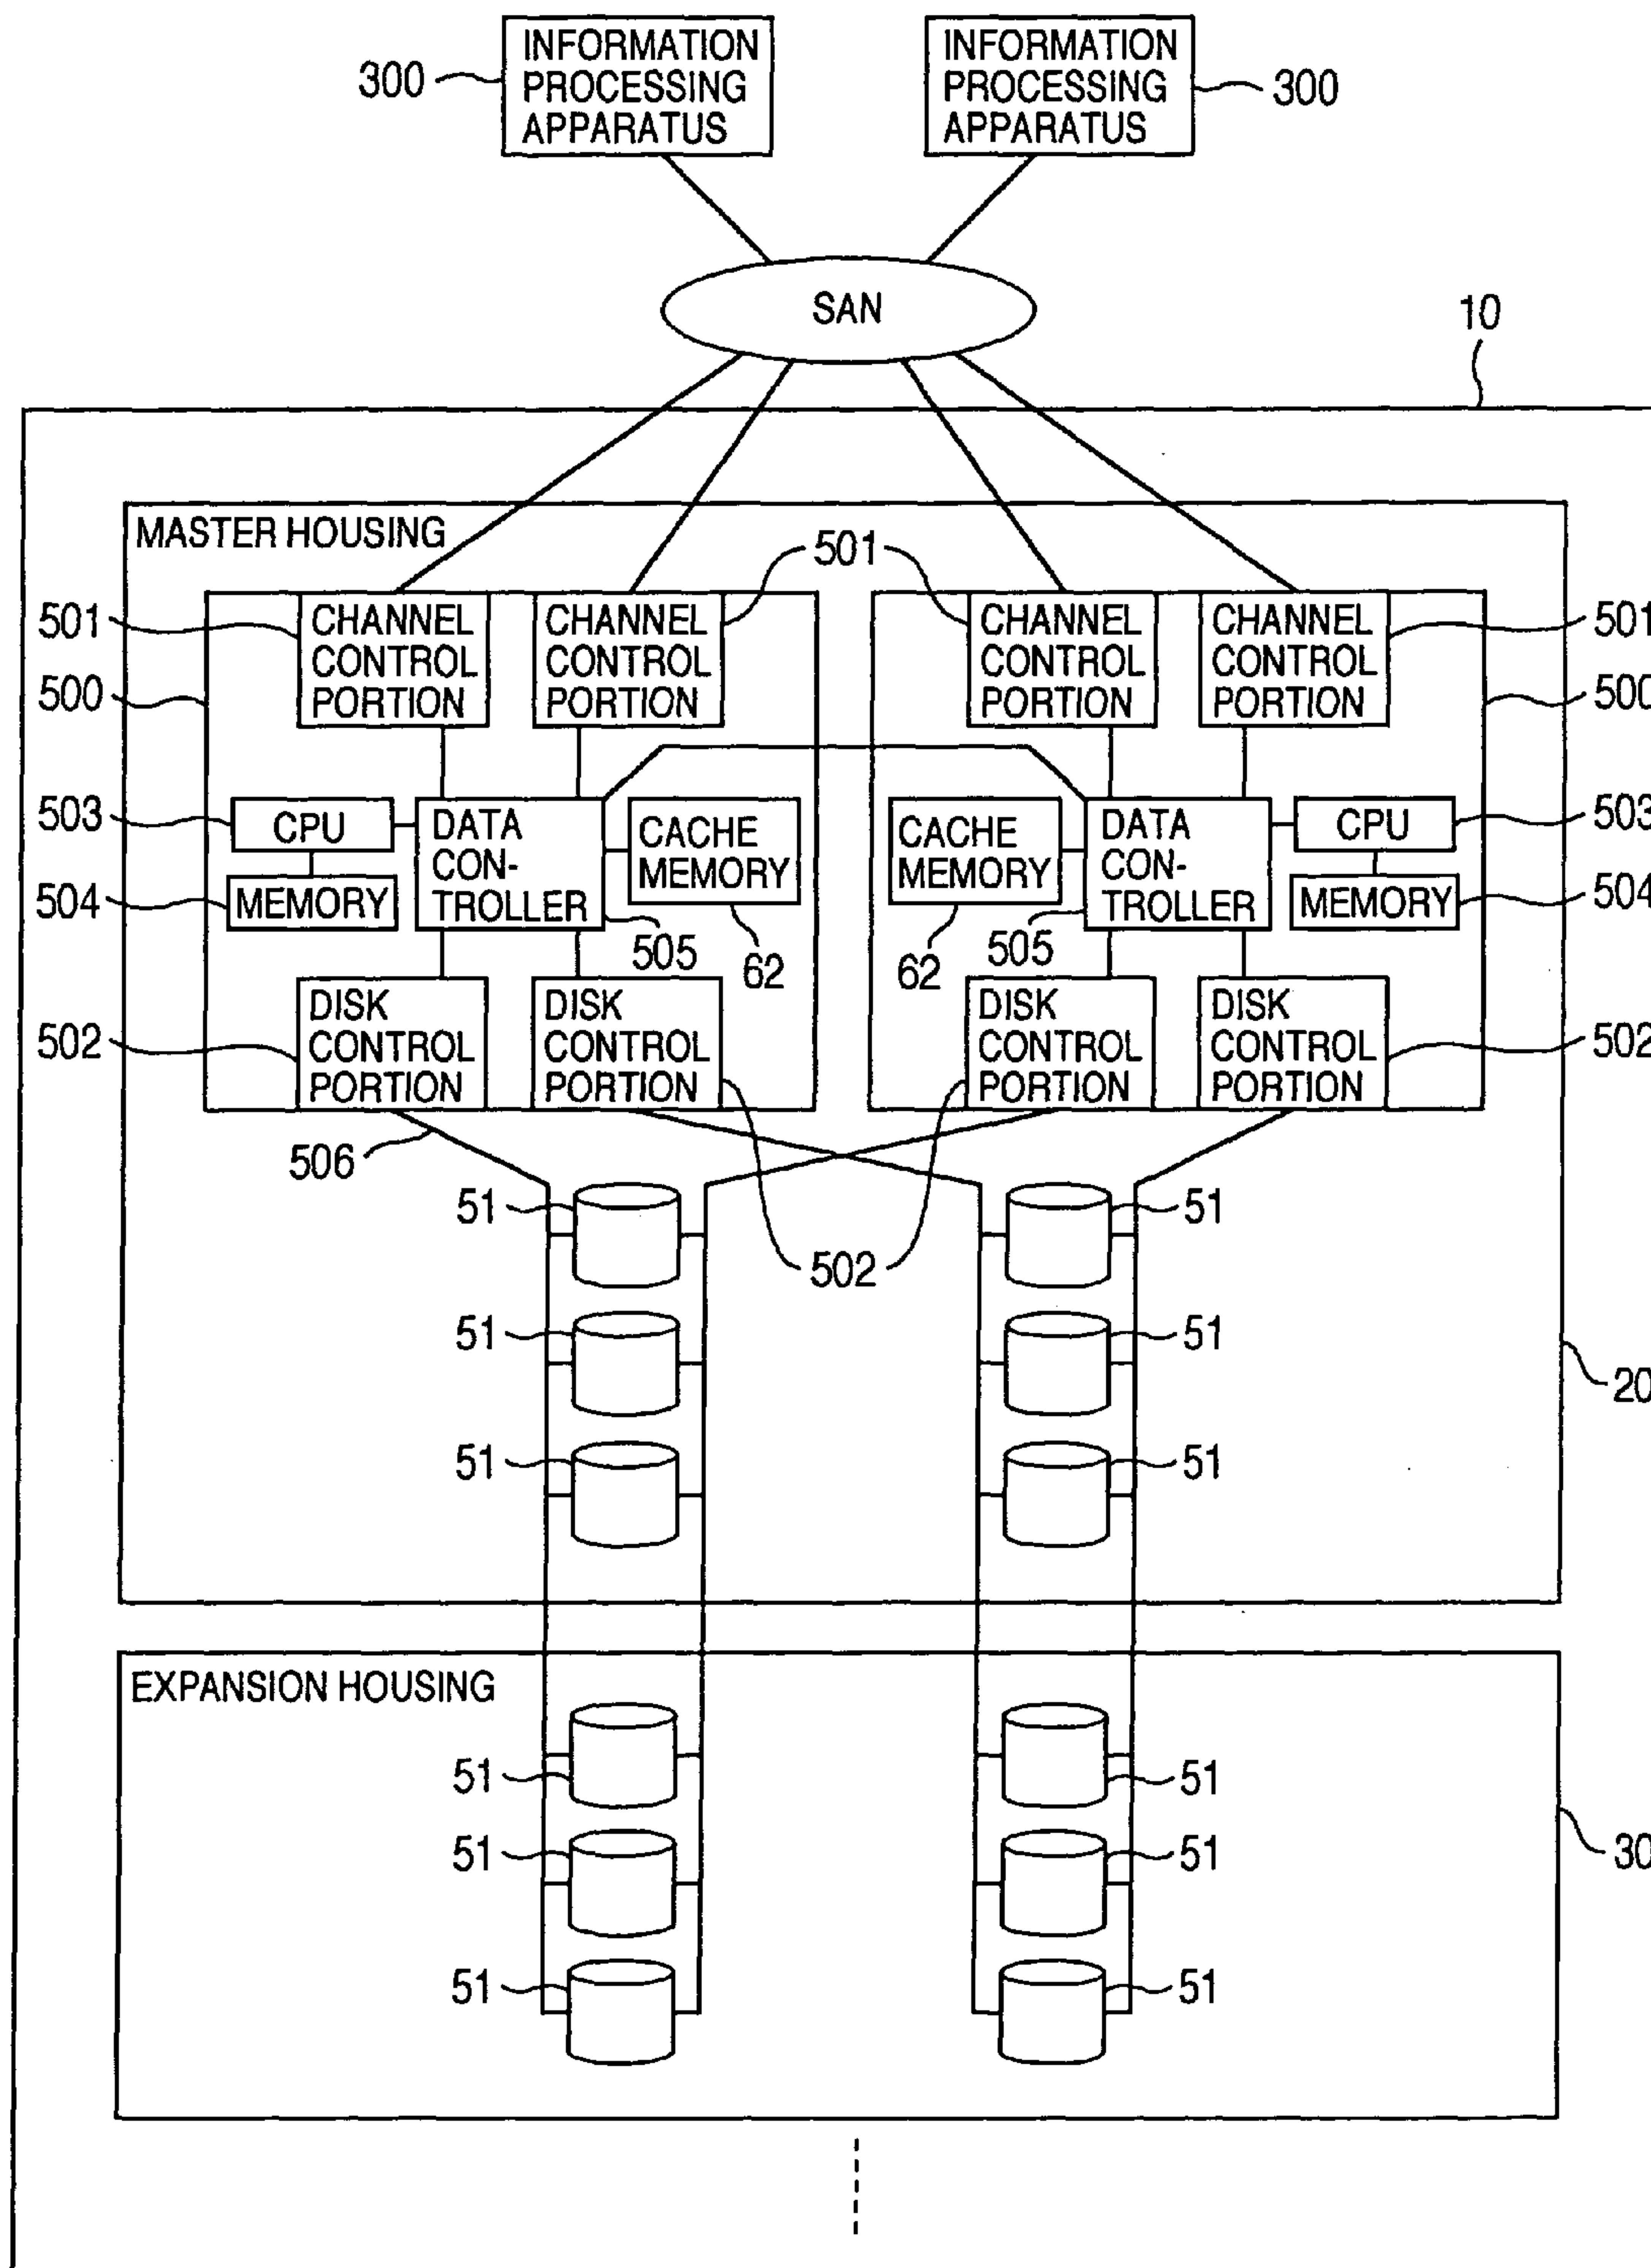 INFORMATION
PROCESSING
APPARATUS
300
INFORMATION
PROCESSING
APPARATUS
300
SAN
10
MASTER HOUSING
501
501
CHANNEL
CONTROL
PORTION
CHANNEL
CONTROL
PORTION
CHANNEL
CONTROL
PORTION
CHANNEL
CONTROL
PORTION
501
500
500
503
CPU
DATA
CON-
TROLLER
CACHE
MEMORY
CACHE
MEMORY
DATA
CON-
TROLLER
CPU
503
504
MEMORY
MEMORY
504
505
62
62
505
502
DISK
CONTROL
PORTION
DISK
CONTROL
PORTION
DISK
CONTROL
PORTION
DISK
CONTROL
PORTION
502
506
51
51
502
51
51
20
51
51
EXPANSION HOUSING
51
51
51
51
30
51
51